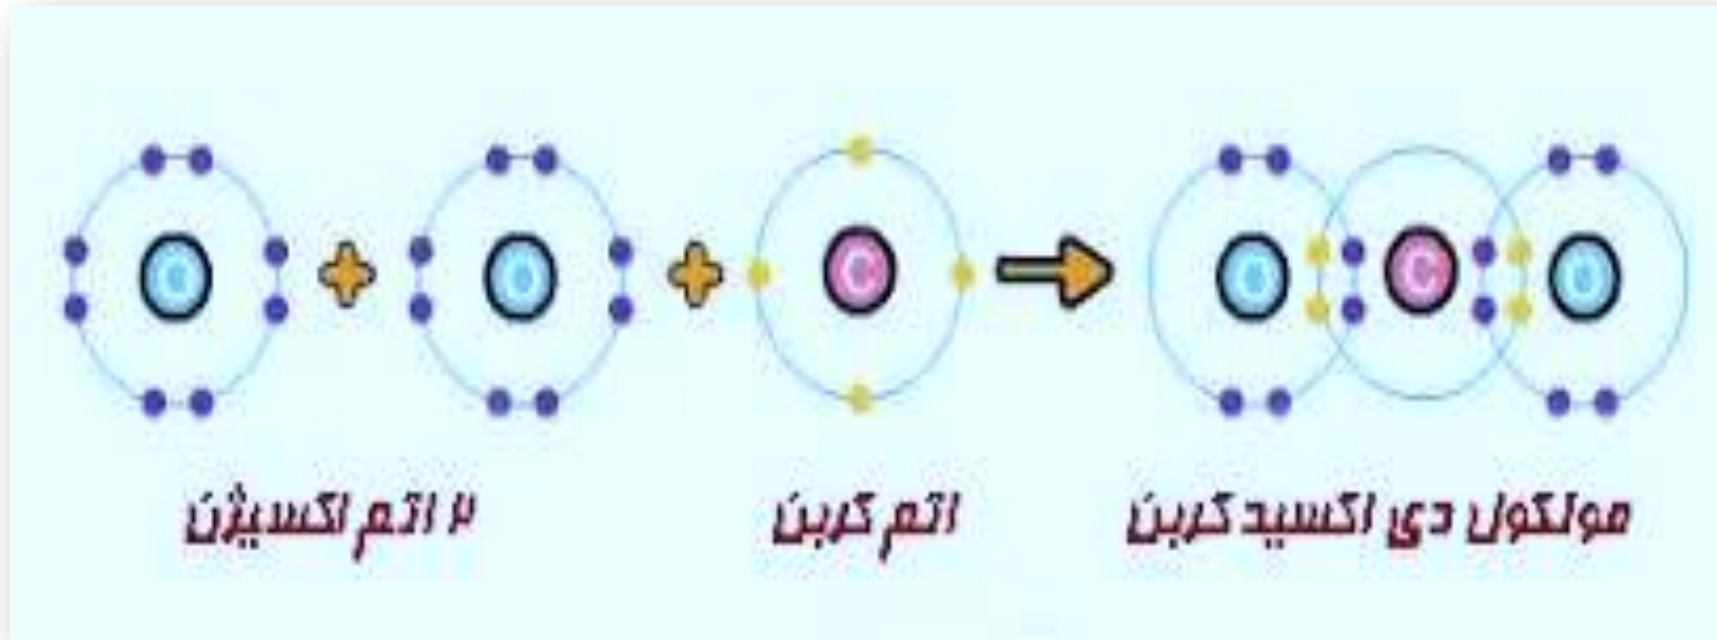 ۲ اتم اکسیژن
اتم کربن
مولکول دی اکسید کربن
C
C